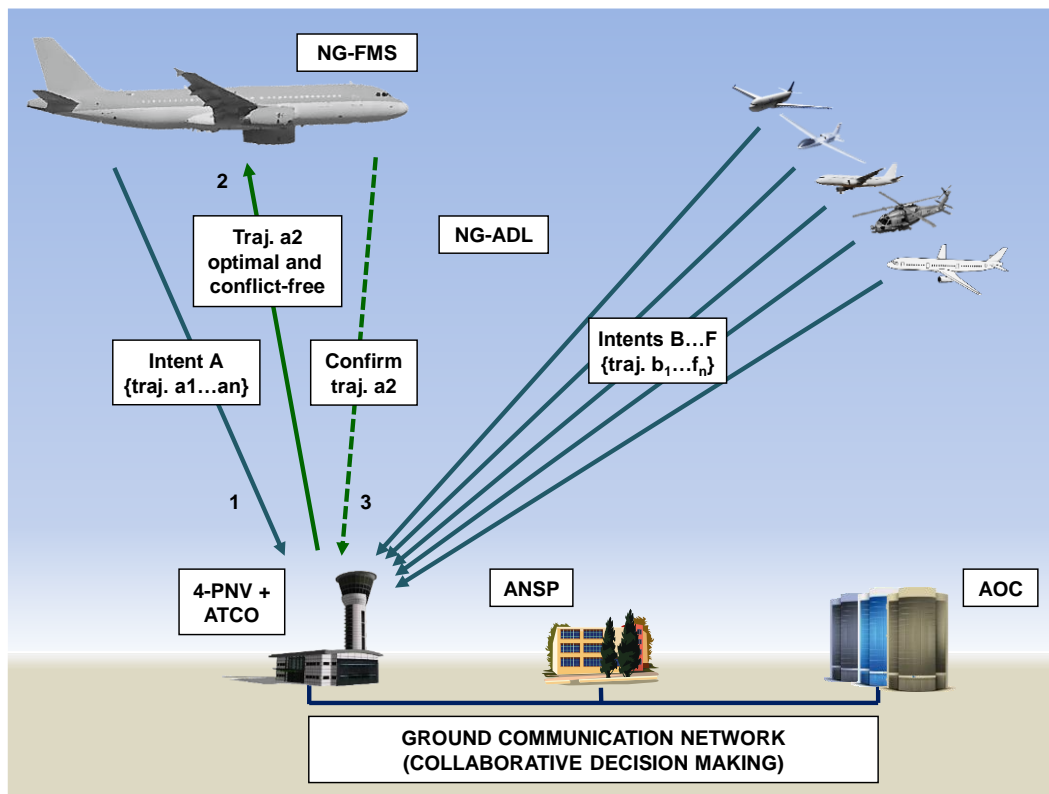 NG-FMS
2
Traj. a2
optimal and
conflict-free
NG-ADL
Intent A
{traj. a1…an}
Confirm
traj. a2
Intents B…F
{traj. b₁…fₙ}
1
3
4-PNV +
ATCO
ANSP
AOC
GROUND COMMUNICATION NETWORK
(COLLABORATIVE DECISION MAKING)